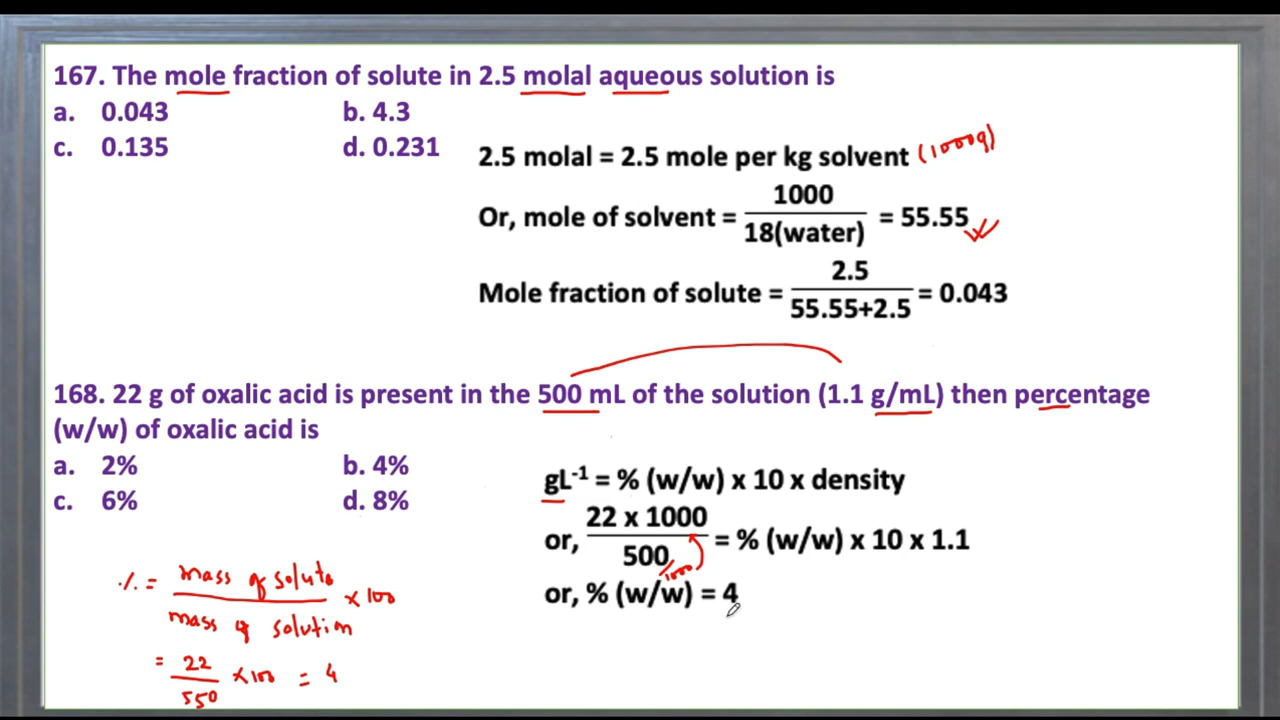 167. The mole fraction of solute in 2.5 molal aqueous solution is
a. 0.043 b. 4.3
c. 0.135 d. 0.231
2.5 molal = 2.5 mole per kg solvent (1000g)
Or, mole of solvent = 1000 / 18(water) = 55.55
Mole fraction of solute = 2.5 / 55.55+2.5 = 0.043
168. 22 g of oxalic acid is present in the 500 mL of the solution (1.1 g/mL) then percentage
(w/w) of oxalic acid is
a. 2% b. 4%
c. 6% d. 8%
gL⁻¹ = % (w/w) x 10 x density
or, 22 x 1000 / 500 = % (w/w) x 10 x 1.1
/1000
or, % (w/w) = 4
·/. = mass of solute / mass of solution x 100
= 22 / 550 x 100 = 4